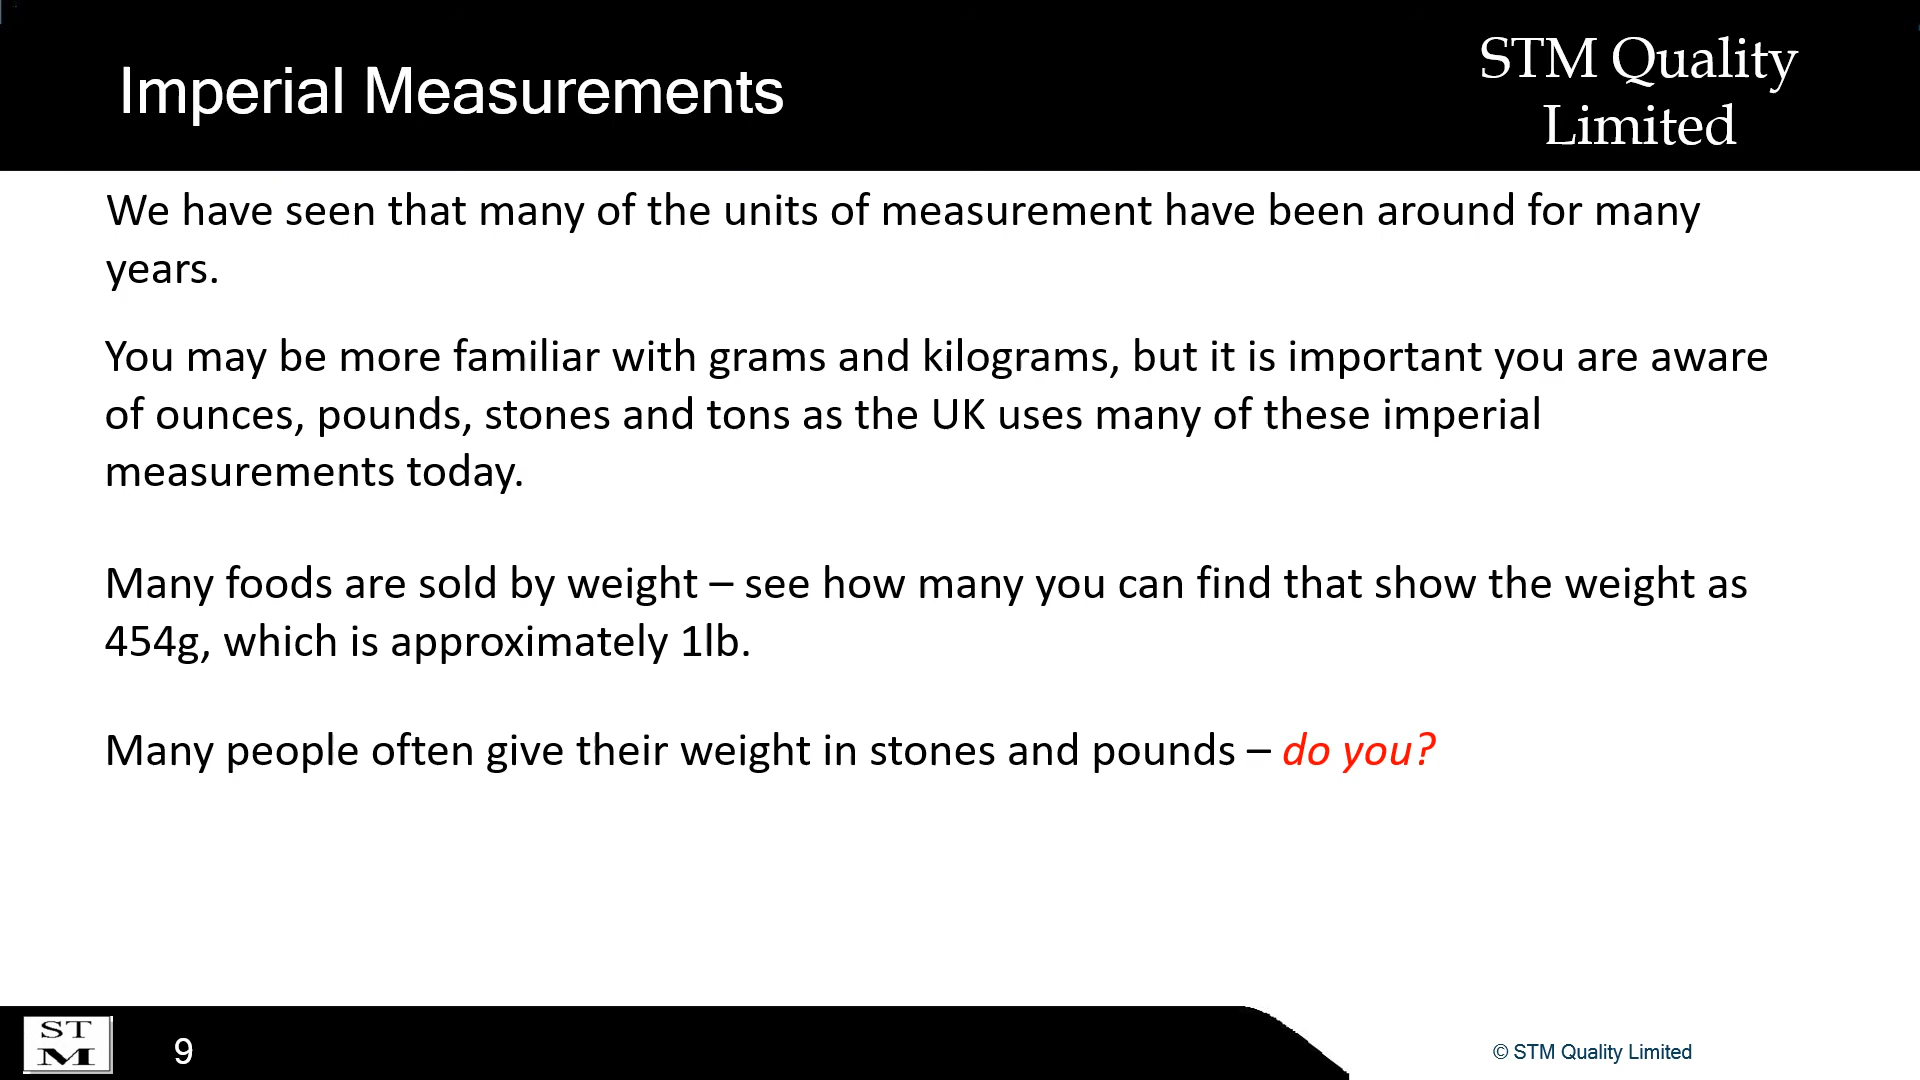 Imperial Measurements
STM Quality
Limited
We have seen that many of the units of measurement have been around for many
years.
You may be more familiar with grams and kilograms, but it is important you are aware
of ounces, pounds, stones and tons as the UK uses many of these imperial
measurements today.
Many foods are sold by weight – see how many you can find that show the weight as
454g, which is approximately 1lb.
Many people often give their weight in stones and pounds – do you?
ST
M
9
© STM Quality Limited